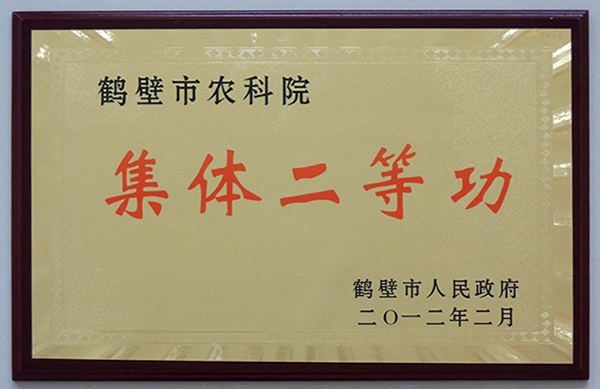 鹤壁市农科院
集体二等功
鹤壁市人民政府
二〇一二年二月